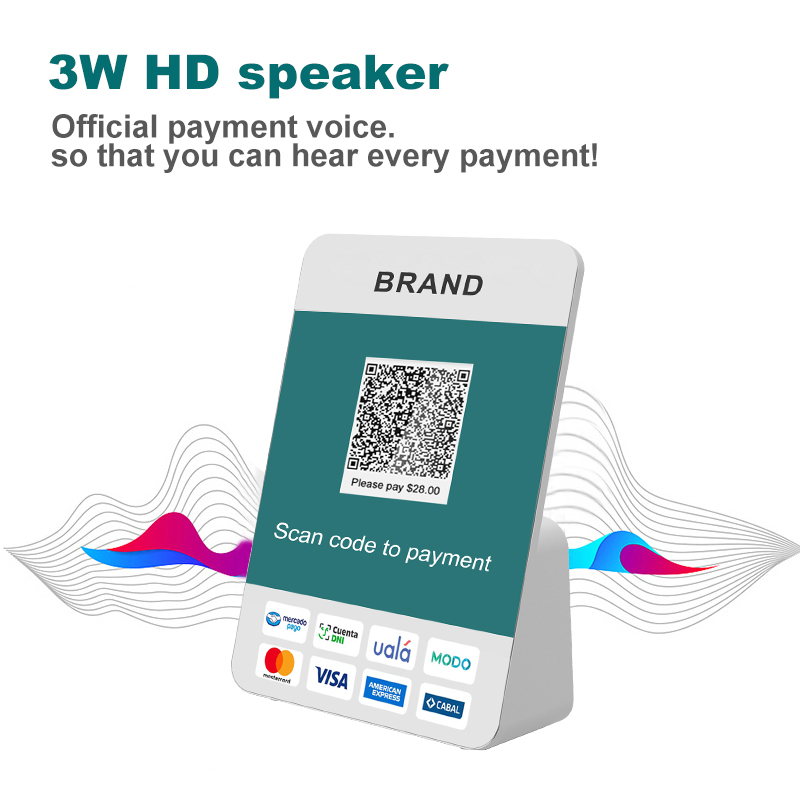 3W HD speaker
Official payment voice.
so that you can hear every payment!
BRAND
Please pay $28.00
Scan code to payment
mercado
pago
Cuenta
DNI
ualá
MODO
mastercard
VISA
AMERICAN
EXPRESS
CABAL